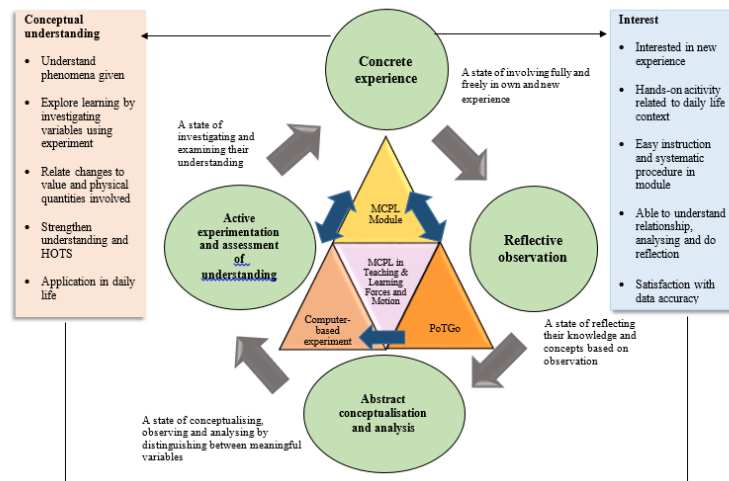 Conceptual
understanding
• Understand
phenomena given
• Explore learning by
investigating
variables using
experiment
• Relate changes to
value and physical
quantities involved
• Strengthen
understanding and
HOTS
• Application in daily
life
Concrete
experience
A state of involving fully and
freely in own and new
experience
A state of
investigating and
examining their
understanding
Active
experimentation
and assessment
of
understanding
MCPL
Module
MCPL in
Teaching &
Learning
Forces and
Motion
Computer-
based
experiment
PoTGo
Reflective
observation
A state of reflecting
their knowledge and
concepts based on
observation
Abstract
conceptualisation
and analysis
A state of conceptualising,
observing and analysing by
distinguishing between meaningful
variables
Interest
• Interested in new
experience
• Hands-on acitivity
related to daily life
context
• Easy instruction
and systematic
procedure in
module
• Able to understand
relationship,
analysing and do
reflection
• Satisfaction with
data accuracy